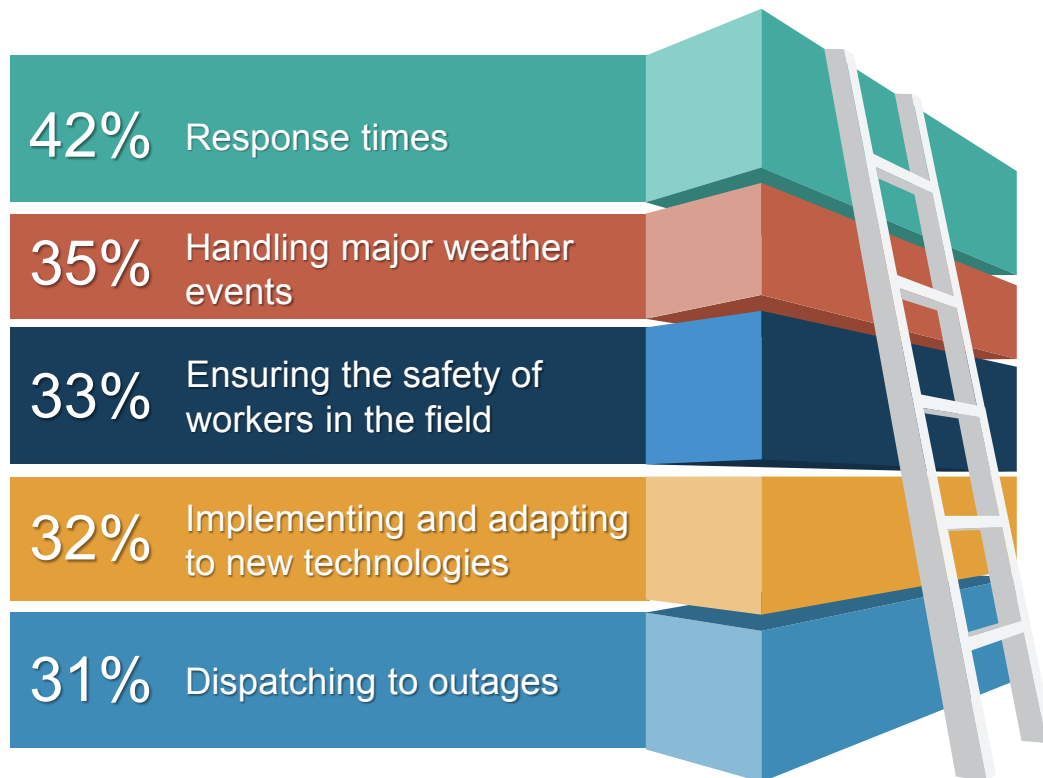 42% Response times
35% Handling major weather
events
33% Ensuring the safety of
workers in the field
32% Implementing and adapting
to new technologies
31% Dispatching to outages